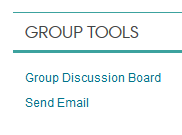 GROUP TOOLS
Group Discussion Board
Send Email